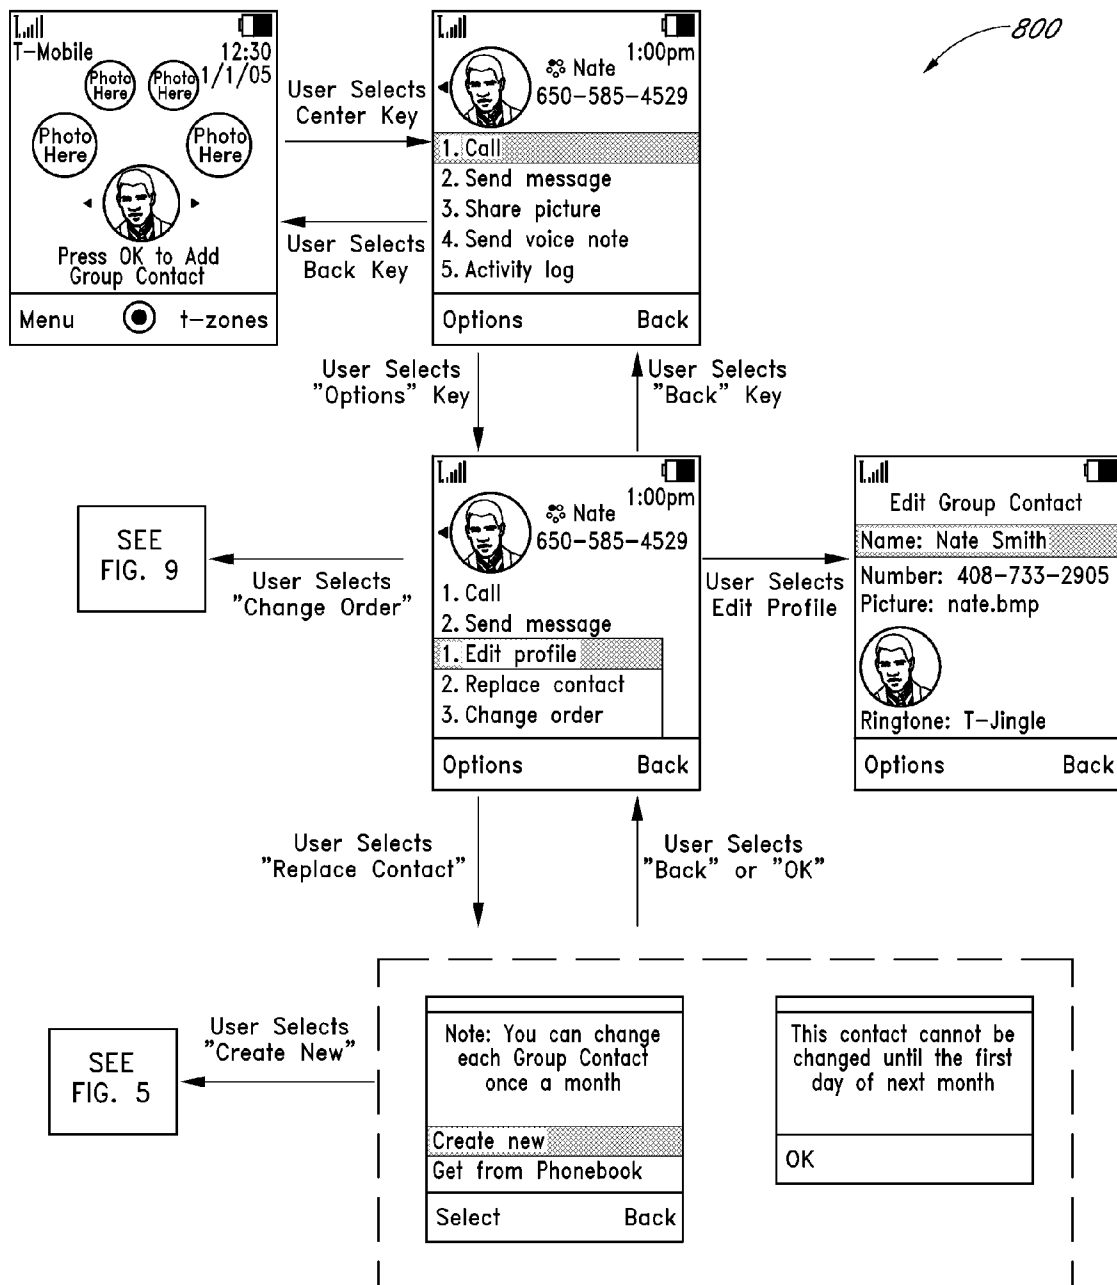 800
T-Mobile
12:30
1/1/05
Photo
Here
Photo
Here
Photo
Here
Photo
Here
Press OK to Add
Group Contact
Menu
t-zones
User Selects
Center Key
User Selects
Back Key
1:00pm
Nate
650-585-4529
1. Call
2. Send message
3. Share picture
4. Send voice note
5. Activity log
Options Back
User Selects
"Options" Key
User Selects
"Back" Key
SEE
FIG. 9
User Selects
"Change Order"
1:00pm
Nate
650-585-4529
1. Call
2. Send message
1. Edit profile
2. Replace contact
3. Change order
Options Back
User Selects
Edit Profile
Edit Group Contact
Name: Nate Smith
Number: 408-733-2905
Picture: nate.bmp
Ringtone: T-Jingle
Options Back
User Selects
"Replace Contact"
User Selects
"Back" or "OK"
SEE
FIG. 5
User Selects
"Create New"
Note: You can change
each Group Contact
once a month
Create new
Get from Phonebook
Select Back
This contact cannot be
changed until the first
day of next month
OK